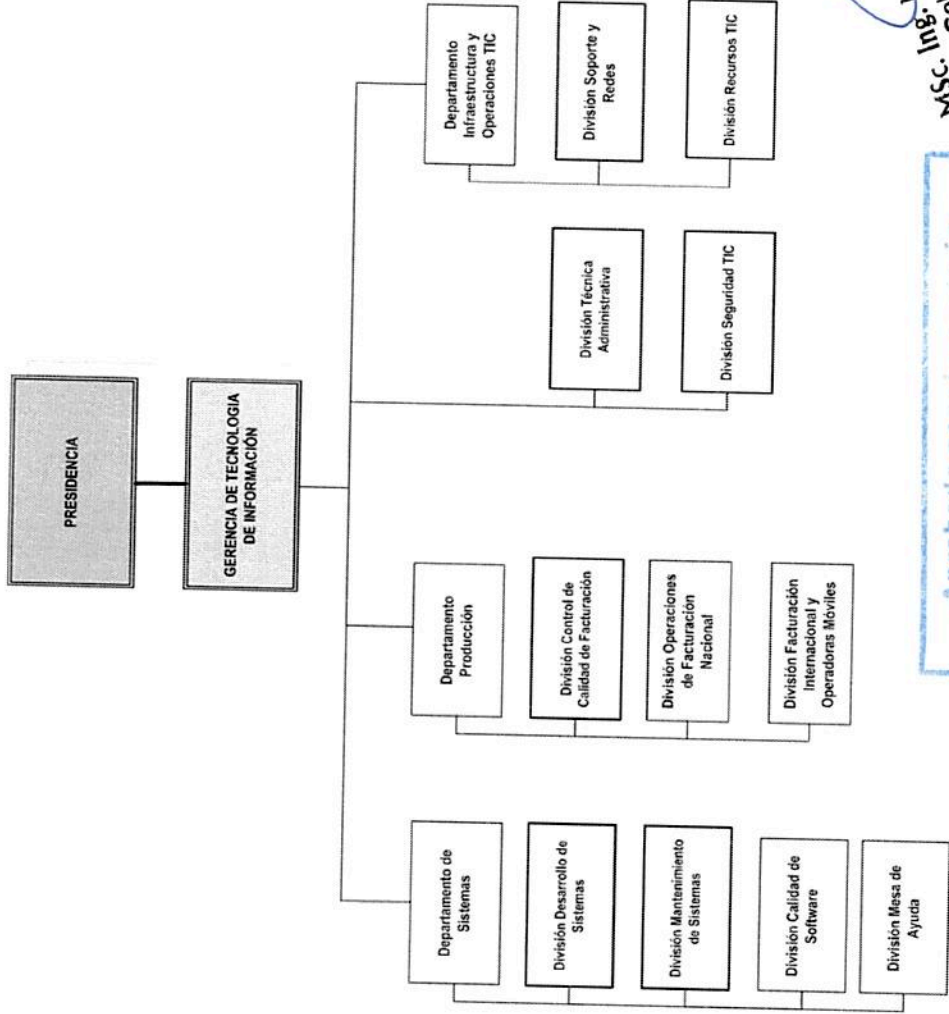 PRESIDENCIA
GERENCIA DE TECNOLOGIA
DE INFORMACIÓN
Departamento de
Sistemas
División Desarrollo de
Sistemas
División Mantenimiento
de Sistemas
División Calidad de
Software
División Mesa de
Ayuda
Departamento
Producción
División Control de
Calidad de Facturación
División Operaciones
de Facturación
Nacional
División Facturación
Internacional y
Operadoras Móviles
División Técnica
Administrativa
División Seguridad TIC
Departamento
Infraestructura y
Operaciones TIC
División Soporte y
Redes
División Recursos TIC
MSc. Ing.